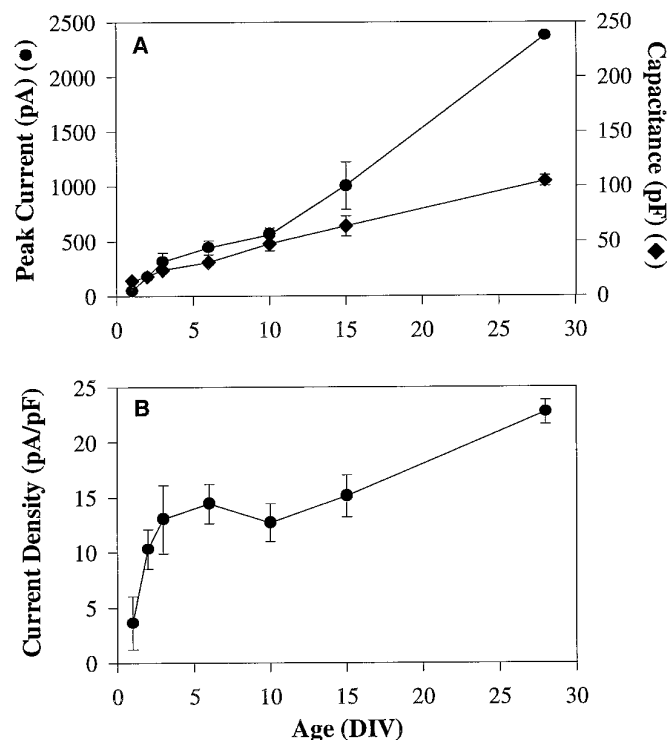 A
Peak Current (pA) (●)
2500
2000
1500
1000
500
0
Capacitance (pF) (◆)
250
200
150
100
50
0
0 5 10 15 20 25 30
B
Current Density (pA/pF)
25
20
15
10
5
0
0 5 10 15 20 25 30
Age (DIV)